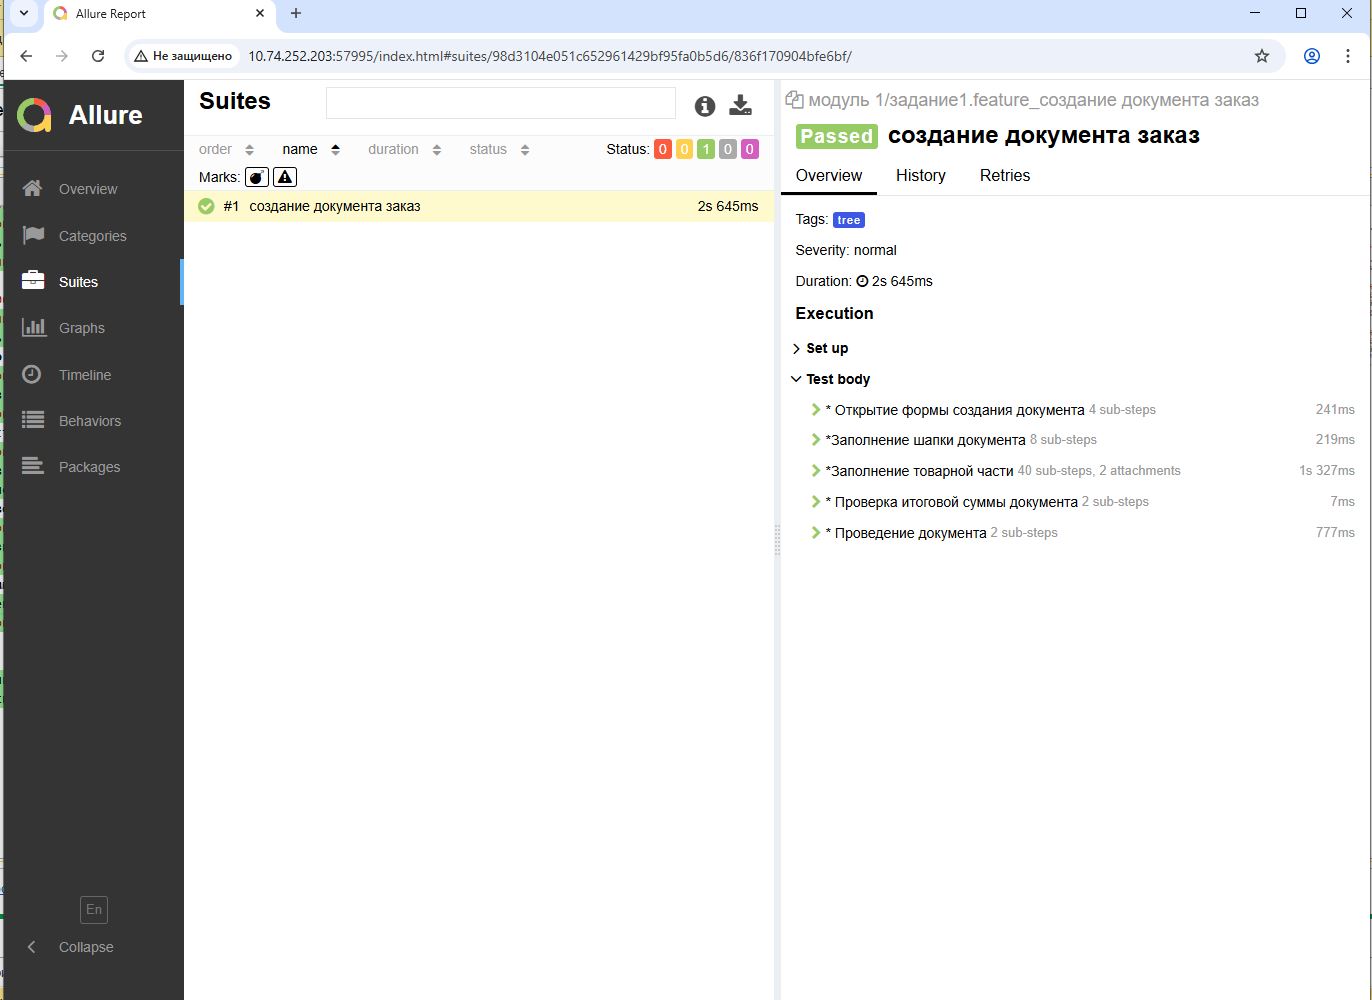 Allure Report
Не защищено
10.74.252.203:57995/index.html#suites/98d3104e051c652961429bf95fa0b5d6/836f170904bfe6bf/
Allure
Overview
Categories
Suites
Graphs
Timeline
Behaviors
Packages
En
Collapse
Suites
order name duration status Status: 0 0 1 0 0
Marks:
#1 создание документа заказ 2s 645ms
модуль 1/задание1.feature_создание документа заказ
Passed создание документа заказ
Overview History Retries
Tags: tree
Severity: normal
Duration: 2s 645ms
Execution
Set up
Test body
* Открытие формы создания документа 4 sub-steps 241ms
*Заполнение шапки документа 8 sub-steps 219ms
*Заполнение товарной части 40 sub-steps, 2 attachments 1s 327ms
* Проверка итоговой суммы документа 2 sub-steps 7ms
* Проведение документа 2 sub-steps 777ms